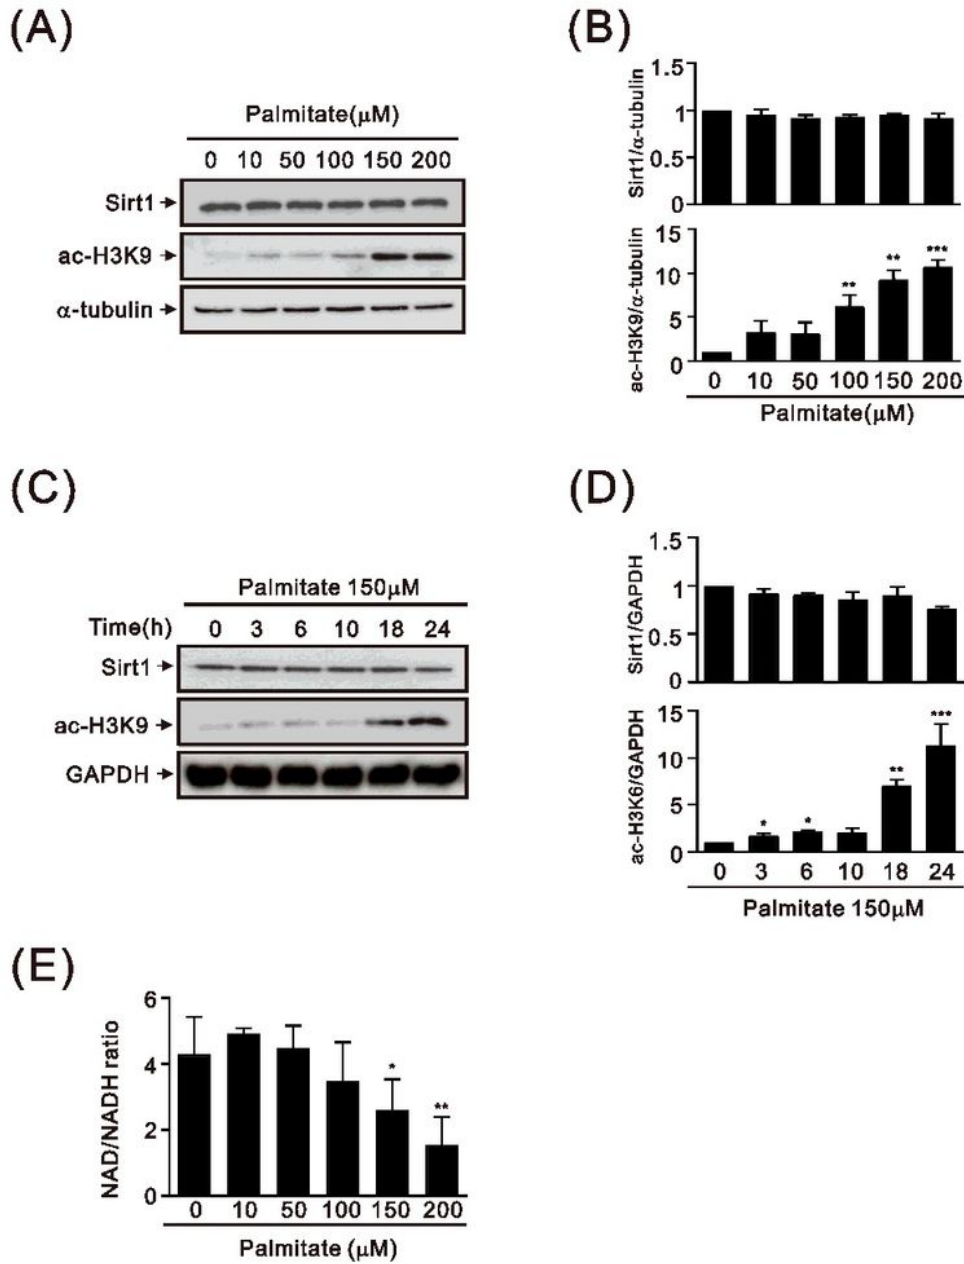 (A)
Palmitate(μM)
0 10 50 100 150 200
Sirt1
ac-H3K9
α-tubulin
(B)
Sirt1/α-tubulin
1.5
1
0.5
0
ac-H3K9/α-tubulin
15
10
5
0
** ** ***
0 10 50 100 150 200
Palmitate(μM)
(C)
Palmitate 150μM
Time(h) 0 3 6 10 18 24
Sirt1
ac-H3K9
GAPDH
(D)
Sirt1/GAPDH
1.5
1
0.5
0
ac-H3K6/GAPDH
15
10
5
0
* * ** ***
0 3 6 10 18 24
Palmitate 150μM
(E)
NAD/NADH ratio
6
4
2
0
* **
0 10 50 100 150 200
Palmitate (μM)